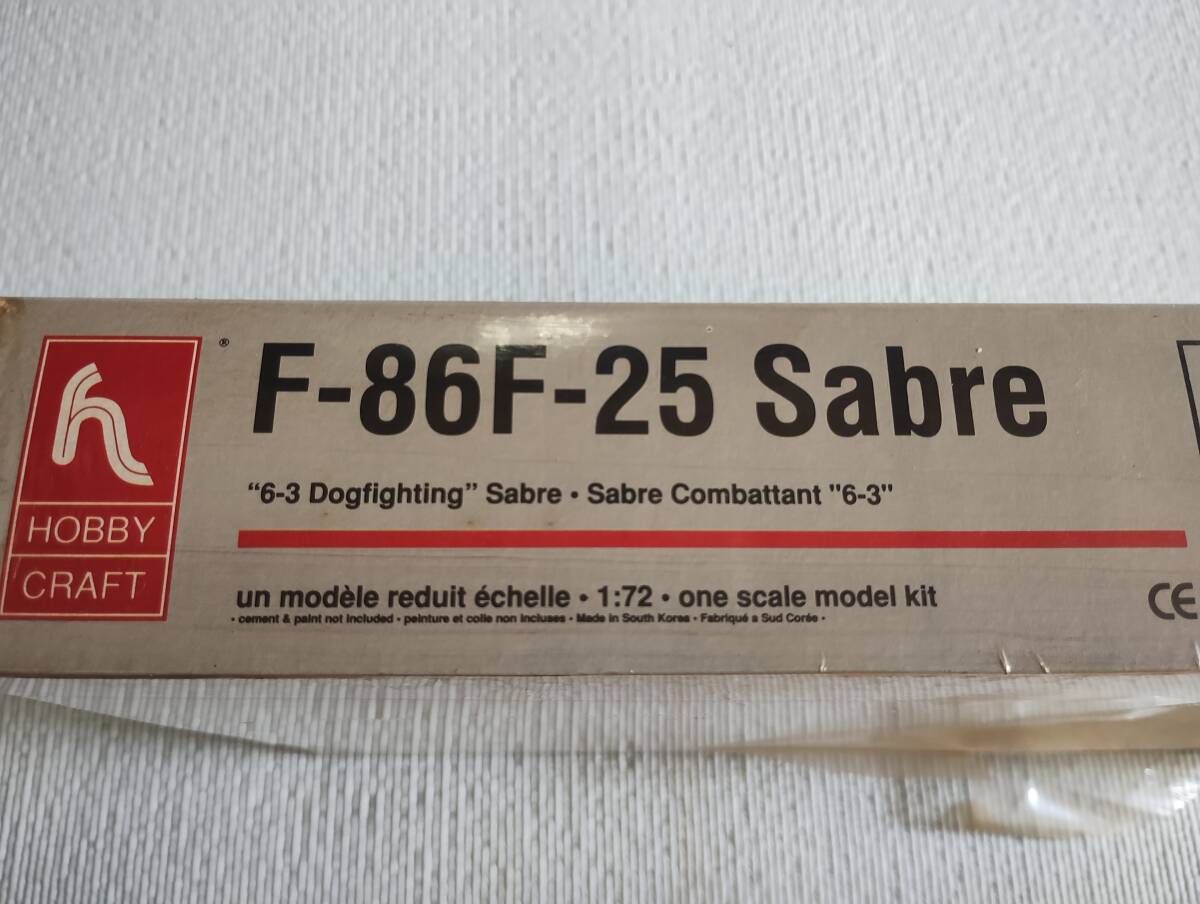 ®
F-86F-25 Sabre
“6-3 Dogfighting” Sabre • Sabre Combattant "6-3"
HOBBY
CRAFT
un modèle reduit échelle • 1:72 • one scale model kit
• cement & paint not included • peinture et colle non incluses • Made in South Korea • Fabriqué a Sud Corée •
CE